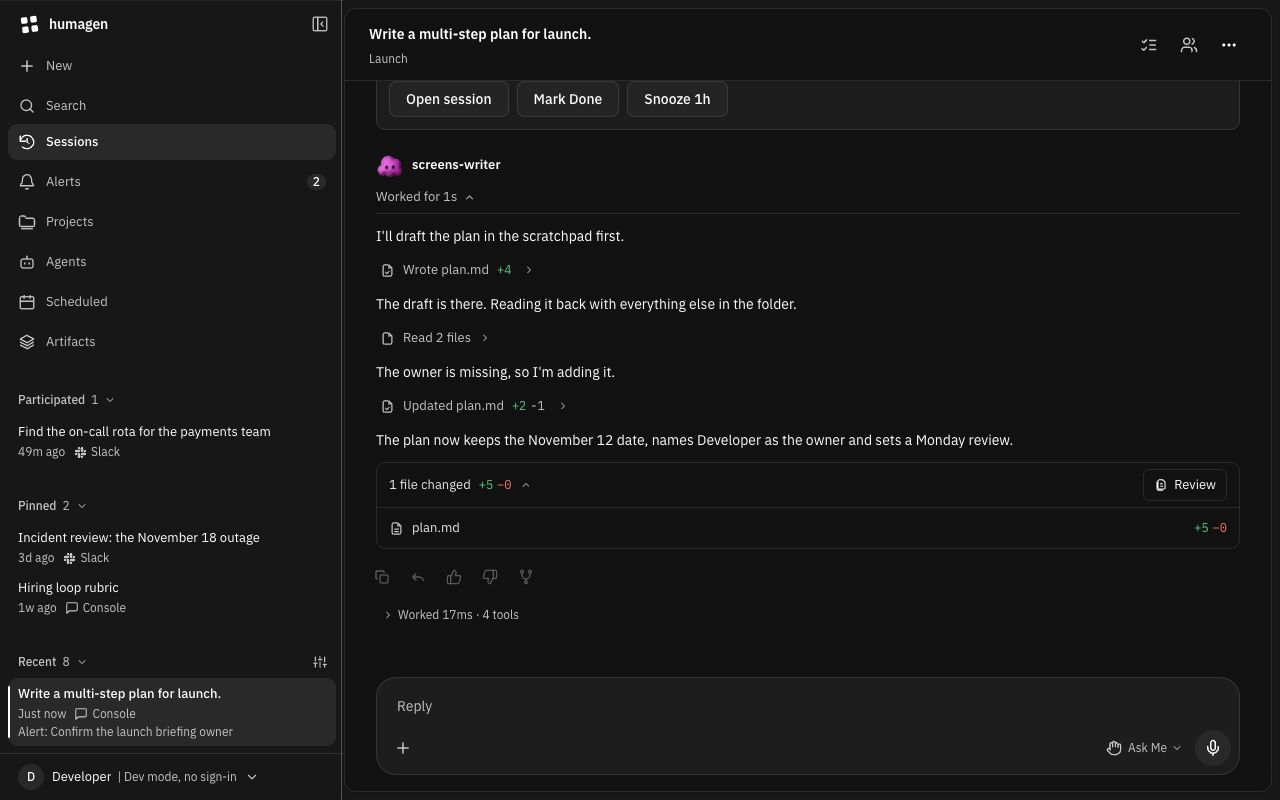 humagen
New
Search
Sessions
Alerts 2
Projects
Agents
Scheduled
Artifacts
Participated 1
Find the on-call rota for the payments team
49m ago Slack
Pinned 2
Incident review: the November 18 outage
3d ago Slack
Hiring loop rubric
1w ago Console
Recent 8
Write a multi-step plan for launch.
Just now Console
Alert: Confirm the launch briefing owner
D Developer | Dev mode, no sign-in
Write a multi-step plan for launch.
Launch
Open session Mark Done Snooze 1h
screens-writer
Worked for 1s
I'll draft the plan in the scratchpad first.
Wrote plan.md +4
The draft is there. Reading it back with everything else in the folder.
Read 2 files
The owner is missing, so I'm adding it.
Updated plan.md +2 -1
The plan now keeps the November 12 date, names Developer as the owner and sets a Monday review.
1 file changed +5 −0 Review
plan.md +5 −0
Worked 17ms · 4 tools
Reply
Ask Me